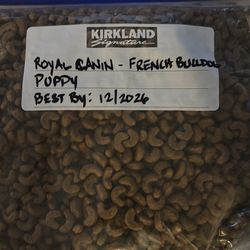 KIRKLAND
Signature
ROYAL CANIN - FRENCH BULLDOG
PUPPY
BEST BY: 12/2026